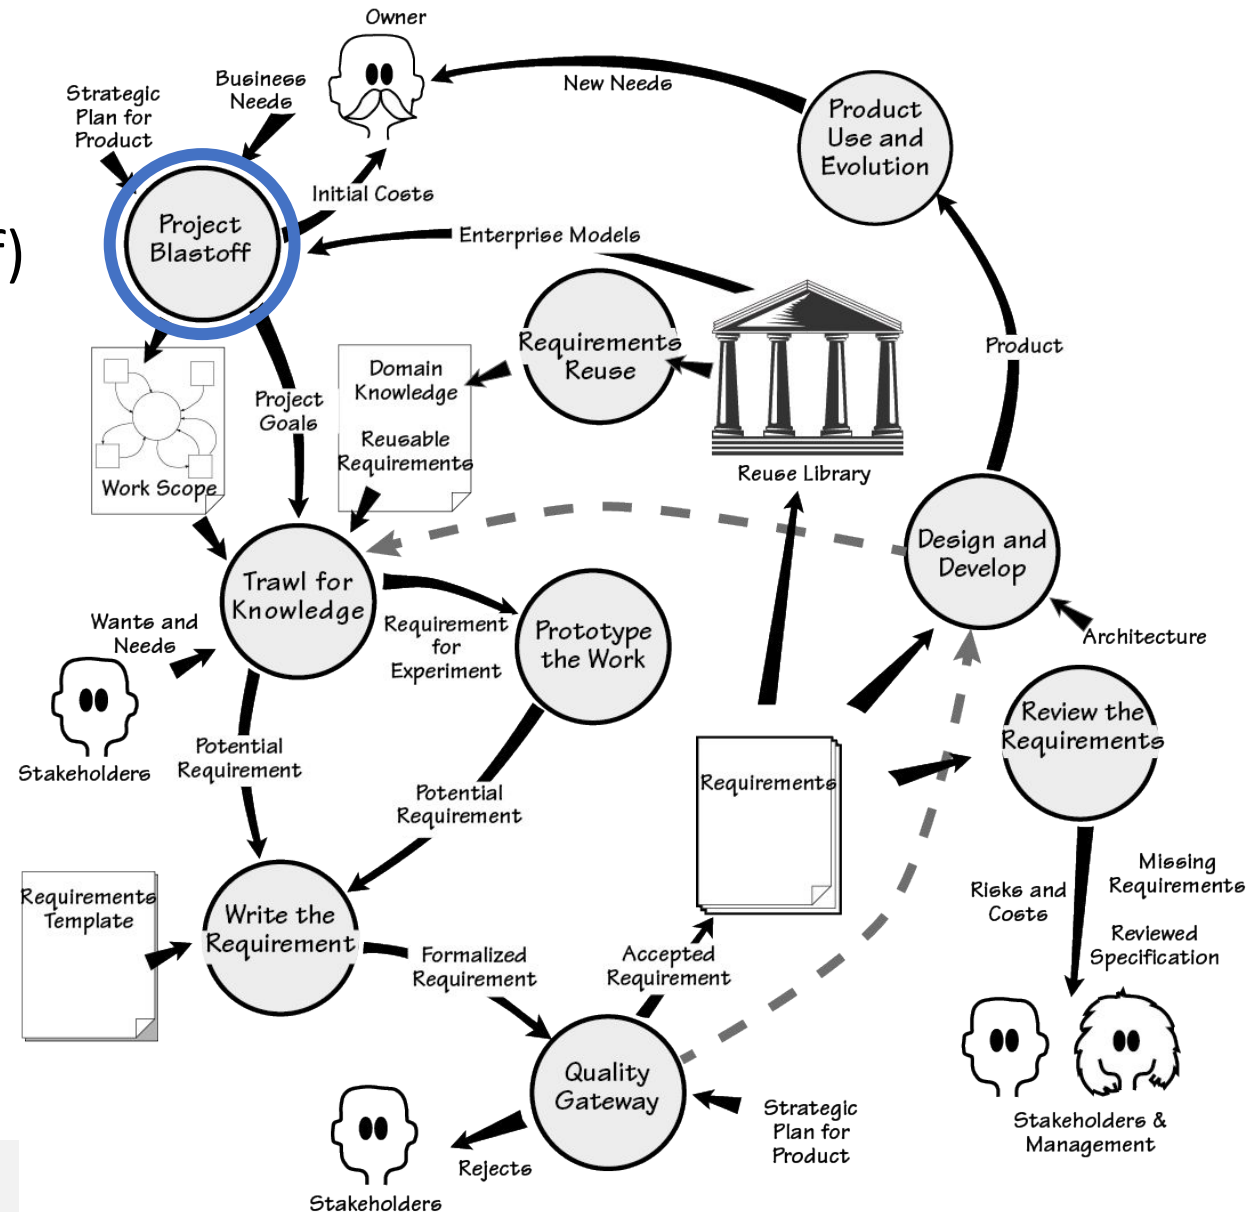 Owner
Business
Needs
Strategic
Plan for
Product
New Needs
Product
Use and
Evolution
Initial Costs
Project
Blastoff
f)
Enterprise Models
Requirements
Reuse
Product
Domain
Knowledge
Reusable
Requirements
Project
Goals
Work Scope
Reuse Library
Design and
Develop
Trawl for
Knowledge
Wants and
Needs
Requirement
for
Experiment
Prototype
the Work
Architecture
Review the
Requirements
Stakeholders
Potential
Requirement
Potential
Requirement
Requirements
Requirements
Template
Write the
Requirement
Formalized
Requirement
Accepted
Requirement
Risks and
Costs
Missing
Requirements
Reviewed
Specification
Quality
Gateway
Strategic
Plan for
Product
Stakeholders &
Management
Rejects
Stakeholders